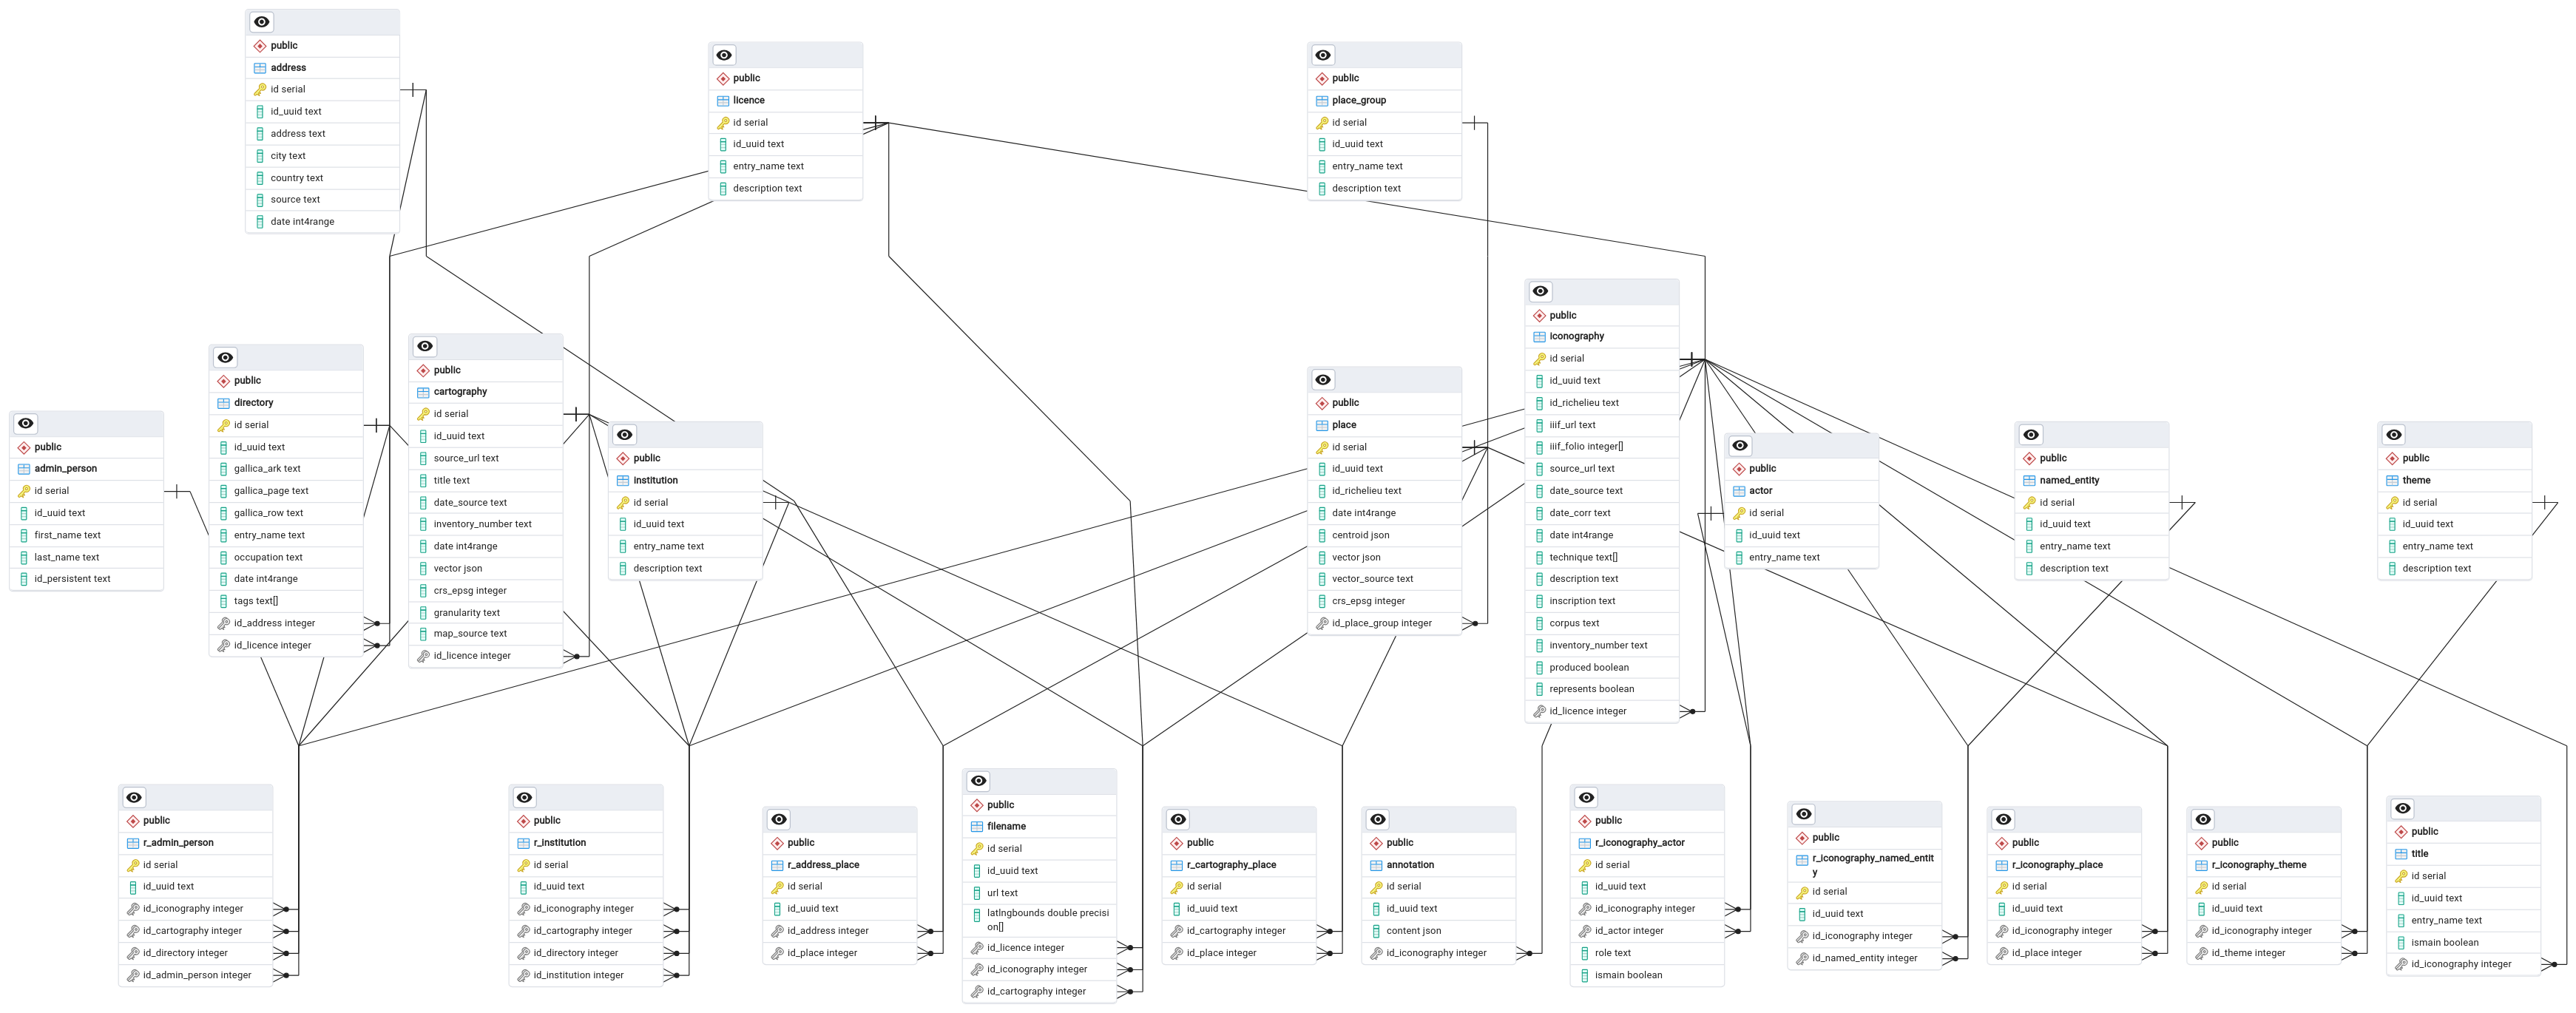 public
address
id serial
id_uuid text
address text
city text
country text
source text
date int4range
public
licence
id serial
id_uuid text
entry_name text
description text
public
place_group
id serial
id_uuid text
entry_name text
description text
public
admin_person
id serial
id_uuid text
first_name text
last_name text
id_persistent text
public
directory
id serial
id_uuid text
gallica_ark text
gallica_page text
gallica_row text
entry_name text
occupation text
date int4range
tags text[]
id_address integer
id_licence integer
public
cartography
id serial
id_uuid text
source_url text
title text
date_source text
inventory_number text
date int4range
vector json
crs_epsg integer
granularity text
map_source text
id_licence integer
public
institution
id serial
id_uuid text
entry_name text
description text
public
place
id serial
id_uuid text
id_richelieu text
date int4range
centroid json
vector json
vector_source text
crs_epsg integer
id_place_group integer
public
iconography
id serial
id_uuid text
id_richelieu text
iiif_url text
iiif_folio integer[]
source_url text
date_source text
date_corr text
date int4range
technique text[]
description text
inscription text
corpus text
inventory_number text
produced boolean
represents boolean
id_licence integer
public
actor
id serial
id_uuid text
entry_name text
public
named_entity
id serial
id_uuid text
entry_name text
description text
public
theme
id serial
id_uuid text
entry_name text
description text
public
r_admin_person
id serial
id_uuid text
id_iconography integer
id_cartography integer
id_directory integer
id_admin_person integer
public
r_institution
id serial
id_uuid text
id_iconography integer
id_cartography integer
id_directory integer
id_institution integer
public
r_address_place
id serial
id_uuid text
id_address integer
id_place integer
public
filename
id serial
id_uuid text
url text
latlngbounds double precisi
on[]
id_licence integer
id_iconography integer
id_cartography integer
public
r_cartography_place
id serial
id_uuid text
id_cartography integer
id_place integer
public
annotation
id serial
id_uuid text
content json
id_iconography integer
public
r_iconography_actor
id serial
id_uuid text
id_iconography integer
id_actor integer
role text
ismain boolean
public
r_iconography_named_entit
y
id serial
id_uuid text
id_iconography integer
id_named_entity integer
public
r_iconography_place
id serial
id_uuid text
id_iconography integer
id_place integer
public
r_iconography_theme
id serial
id_uuid text
id_iconography integer
id_theme integer
public
title
id serial
id_uuid text
entry_name text
ismain boolean
id_iconography integer